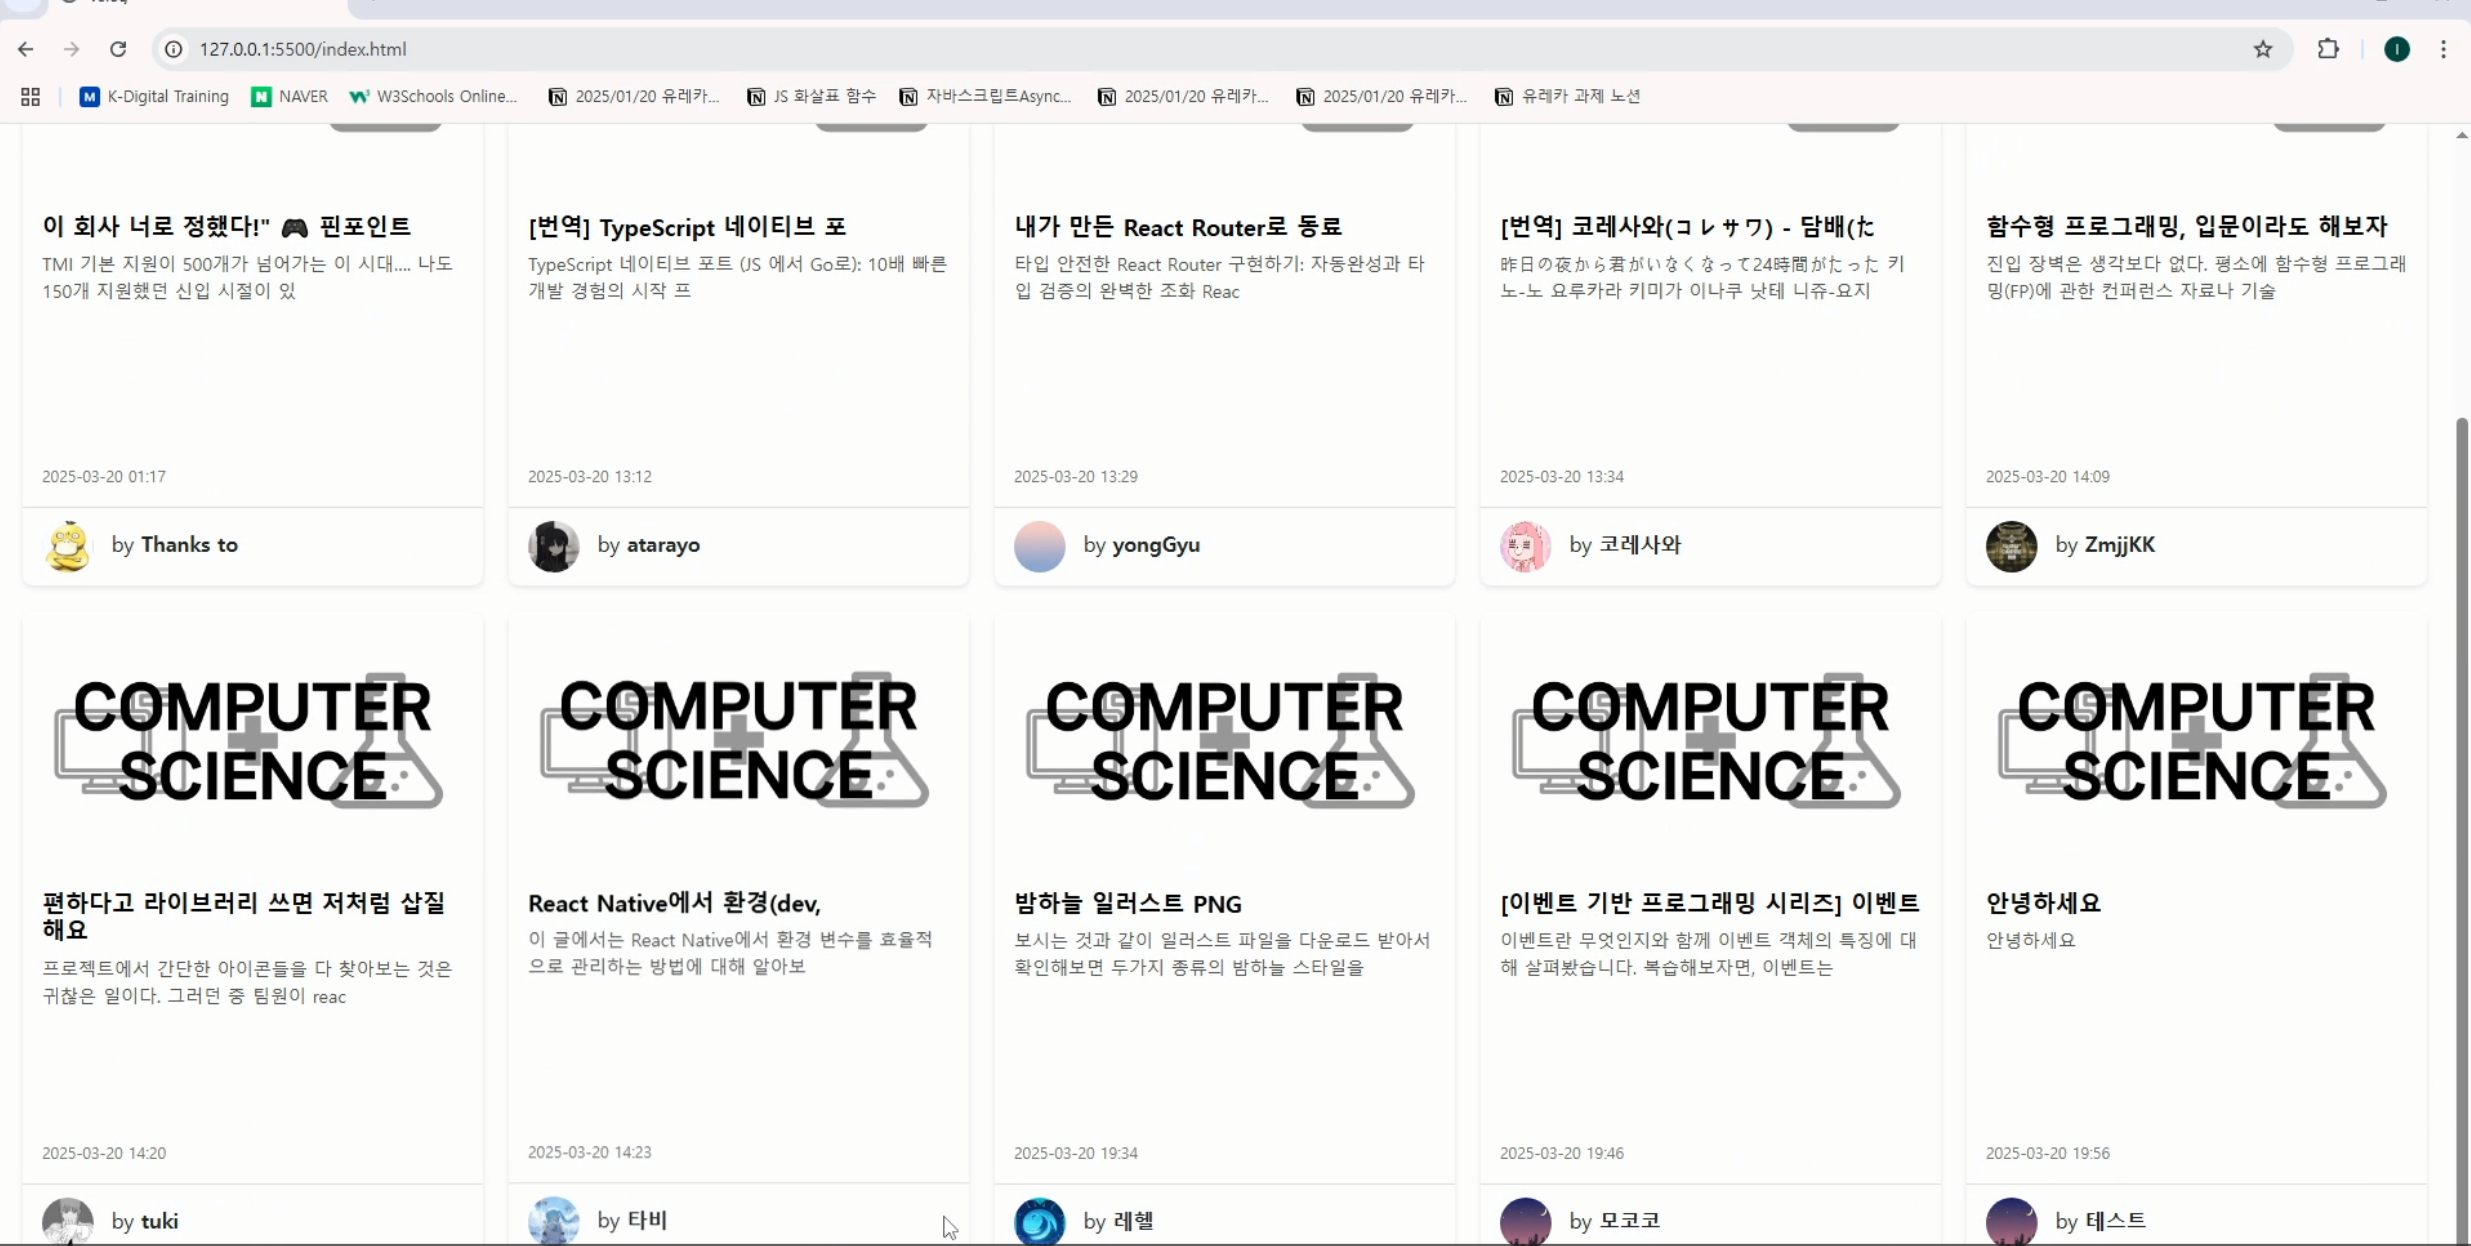 127.0.0.1:5500/index.html
K-Digital Training
NAVER
W3Schools Online...
2025/01/20 유레카...
JS 화살표 함수
자바스크립트Async...
2025/01/20 유레카...
2025/01/20 유레카...
유레카 과제 노션
이 회사 너로 정했다!" 🎮 핀포인트
TMI 기본 지원이 500개가 넘어가는 이 시대.... 나도
150개 지원했던 신입 시절이 있
2025-03-20 01:17
by Thanks to
[번역] TypeScript 네이티브 포
TypeScript 네이티브 포트 (JS 에서 Go로): 10배 빠른
개발 경험의 시작 프
2025-03-20 13:12
by atarayo
내가 만든 React Router로 동료
타입 안전한 React Router 구현하기: 자동완성과 타
입 검증의 완벽한 조화 Reac
2025-03-20 13:29
by yongGyu
[번역] 코레사와(コレサワ) - 담배(た
昨日の夜から君がいなくなって24時間がたった 키
노-노 요루카라 키미가 이나쿠 낫테 니쥬-요지
2025-03-20 13:34
by 코레사와
함수형 프로그래밍, 입문이라도 해보자
진입 장벽은 생각보다 없다. 평소에 함수형 프로그래
밍(FP)에 관한 컨퍼런스 자료나 기술
2025-03-20 14:09
by ZmjjKK
COMPUTER
SCIENCE
편하다고 라이브러리 쓰면 저처럼 삽질
해요
프로젝트에서 간단한 아이콘들을 다 찾아보는 것은
귀찮은 일이다. 그러던 중 팀원이 reac
2025-03-20 14:20
by tuki
COMPUTER
SCIENCE
React Native에서 환경(dev,
이 글에서는 React Native에서 환경 변수를 효율적
으로 관리하는 방법에 대해 알아보
2025-03-20 14:23
by 타비
COMPUTER
SCIENCE
밤하늘 일러스트 PNG
보시는 것과 같이 일러스트 파일을 다운로드 받아서
확인해보면 두가지 종류의 밤하늘 스타일을
2025-03-20 19:34
by 레헬
COMPUTER
SCIENCE
[이벤트 기반 프로그래밍 시리즈] 이벤트
이벤트란 무엇인지와 함께 이벤트 객체의 특징에 대
해 살펴봤습니다. 복습해보자면, 이벤트는
2025-03-20 19:46
by 모코코
COMPUTER
SCIENCE
안녕하세요
안녕하세요
2025-03-20 19:56
by 테스트